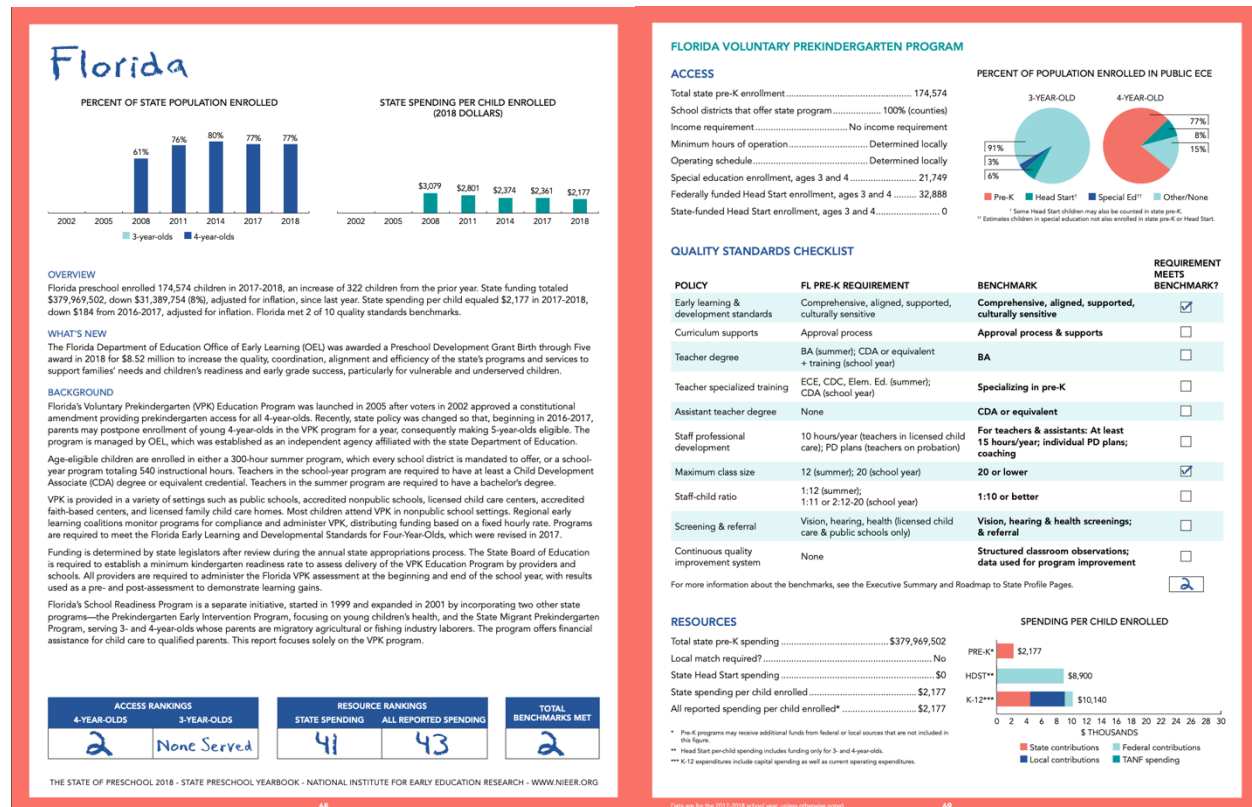 Florida
PERCENT OF STATE POPULATION ENROLLED
61%
76%
80%
77%
77%
2002 2005 2008 2011 2014 2017 2018
3-year-olds 4-year-olds
STATE SPENDING PER CHILD ENROLLED
(2018 DOLLARS)
$3,079
$2,801
$2,374
$2,361
$2,177
2002 2005 2008 2011 2014 2017 2018
OVERVIEW
Florida preschool enrolled 174,574 children in 2017-2018, an increase of 322 children from the prior year. State funding totaled
$379,969,502, down $31,389,754 (8%), adjusted for inflation, since last year. State spending per child equaled $2,177 in 2017-2018,
down $184 from 2016-2017, adjusted for inflation. Florida met 2 of 10 quality standards benchmarks.
WHAT'S NEW
The Florida Department of Education Office of Early Learning (OEL) was awarded a Preschool Development Grant Birth through Five
award in 2018 for $8.52 million to increase the quality, coordination, alignment and efficiency of the state's programs and services to
support families' needs and children's readiness and early grade success, particularly for vulnerable and underserved children.
BACKGROUND
Florida's Voluntary Prekindergarten (VPK) Education Program was launched in 2005 after voters in 2002 approved a constitutional
amendment providing prekindergarten access for all 4-year-olds. Recently, state policy was changed so that, beginning in 2016-2017,
parents may postpone enrollment of young 4-year-olds in the VPK program for a year, consequently making 5-year-olds eligible. The
program is managed by OEL, which was established as an independent agency affiliated with the state Department of Education.
Age-eligible children are enrolled in either a 300-hour summer program, which every school district is mandated to offer, or a school-
year program totaling 540 instructional hours. Teachers in the school-year program are required to have at least a Child Development
Associate (CDA) degree or equivalent credential. Teachers in the summer program are required to have a bachelor's degree.
VPK is provided in a variety of settings such as public schools, accredited nonpublic schools, licensed child care centers, accredited
faith-based centers, and licensed family child care homes. Most children attend VPK in nonpublic school settings. Regional early
learning coalitions monitor programs for compliance and administer VPK, distributing funding based on a fixed hourly rate. Programs
are required to meet the Florida Early Learning and Developmental Standards for Four-Year-Olds, which were revised in 2017.
Funding is determined by state legislators after review during the annual state appropriations process. The State Board of Education
is required to establish a minimum kindergarten readiness rate to assess delivery of the VPK Education Program by providers and
schools. All providers are required to administer the Florida VPK assessment at the beginning and end of the school year, with results
used as a pre- and post-assessment to demonstrate learning gains.
Florida's School Readiness Program is a separate initiative, started in 1999 and expanded in 2001 by incorporating two other state
programs—the Prekindergarten Early Intervention Program, focusing on young children's health, and the State Migrant Prekindergarten
Program, serving 3- and 4-year-olds whose parents are migratory agricultural or fishing industry laborers. The program offers financial
assistance for child care to qualified parents. This report focuses solely on the VPK program.
ACCESS RANKINGS
4-YEAR-OLDS 3-YEAR-OLDS
2 None Served
RESOURCE RANKINGS
STATE SPENDING ALL REPORTED SPENDING
41 43
TOTAL
BENCHMARKS MET
2
THE STATE OF PRESCHOOL 2018 - STATE PRESCHOOL YEARBOOK - NATIONAL INSTITUTE FOR EARLY EDUCATION RESEARCH - WWW.NIEER.ORG
68
FLORIDA VOLUNTARY PREKINDERGARTEN PROGRAM
ACCESS
Total state pre-K enrollment 174,574
School districts that offer state program 100% (counties)
Income requirement No income requirement
Minimum hours of operation Determined locally
Operating schedule Determined locally
Special education enrollment, ages 3 and 4 21,749
Federally funded Head Start enrollment, ages 3 and 4 32,888
State-funded Head Start enrollment, ages 3 and 4 0
PERCENT OF POPULATION ENROLLED IN PUBLIC ECE
3-YEAR-OLD 4-YEAR-OLD
91%
3%
6%
77%
8%
15%
Pre-K Head Start† Special Ed†† Other/None
† Some Head Start children may also be counted in state pre-K.
†† Estimates children in special education not also enrolled in state pre-K or Head Start.
QUALITY STANDARDS CHECKLIST
POLICY FL PRE-K REQUIREMENT BENCHMARK REQUIREMENT MEETS BENCHMARK?
Early learning & Comprehensive, aligned, supported, Comprehensive, aligned, supported,
development standards culturally sensitive culturally sensitive
Curriculum supports Approval process Approval process & supports
Teacher degree BA (summer); CDA or equivalent BA
+ training (school year)
Teacher specialized training ECE, CDC, Elem. Ed. (summer); Specializing in pre-K
CDA (school year)
Assistant teacher degree None CDA or equivalent
Staff professional 10 hours/year (teachers in licensed child For teachers & assistants: At least
development care); PD plans (teachers on probation) 15 hours/year; individual PD plans;
coaching
Maximum class size 12 (summer); 20 (school year) 20 or lower
Staff-child ratio 1:12 (summer); 1:10 or better
1:11 or 2:12-20 (school year)
Screening & referral Vision, hearing, health (licensed child Vision, hearing & health screenings;
care & public schools only) & referral
Continuous quality None Structured classroom observations;
improvement system data used for program improvement
For more information about the benchmarks, see the Executive Summary and Roadmap to State Profile Pages.
2
RESOURCES
Total state pre-K spending $379,969,502
Local match required? No
State Head Start spending $0
State spending per child enrolled $2,177
All reported spending per child enrolled* $2,177
* Pre-K programs may receive additional funds from federal or local sources that are not included in
this figure.
** Head Start per-child spending includes funding only for 3- and 4-year-olds.
*** K-12 expenditures include capital spending as well as current operating expenditures.
SPENDING PER CHILD ENROLLED
PRE-K* $2,177
HDST** $8,900
K-12*** $10,140
0 2 4 6 8 10 12 14 16 18 20 22 24 26 28 30
$ THOUSANDS
State contributions Federal contributions
Local contributions TANF spending
Data are for the 2017-2018 school year, unless otherwise noted.
69